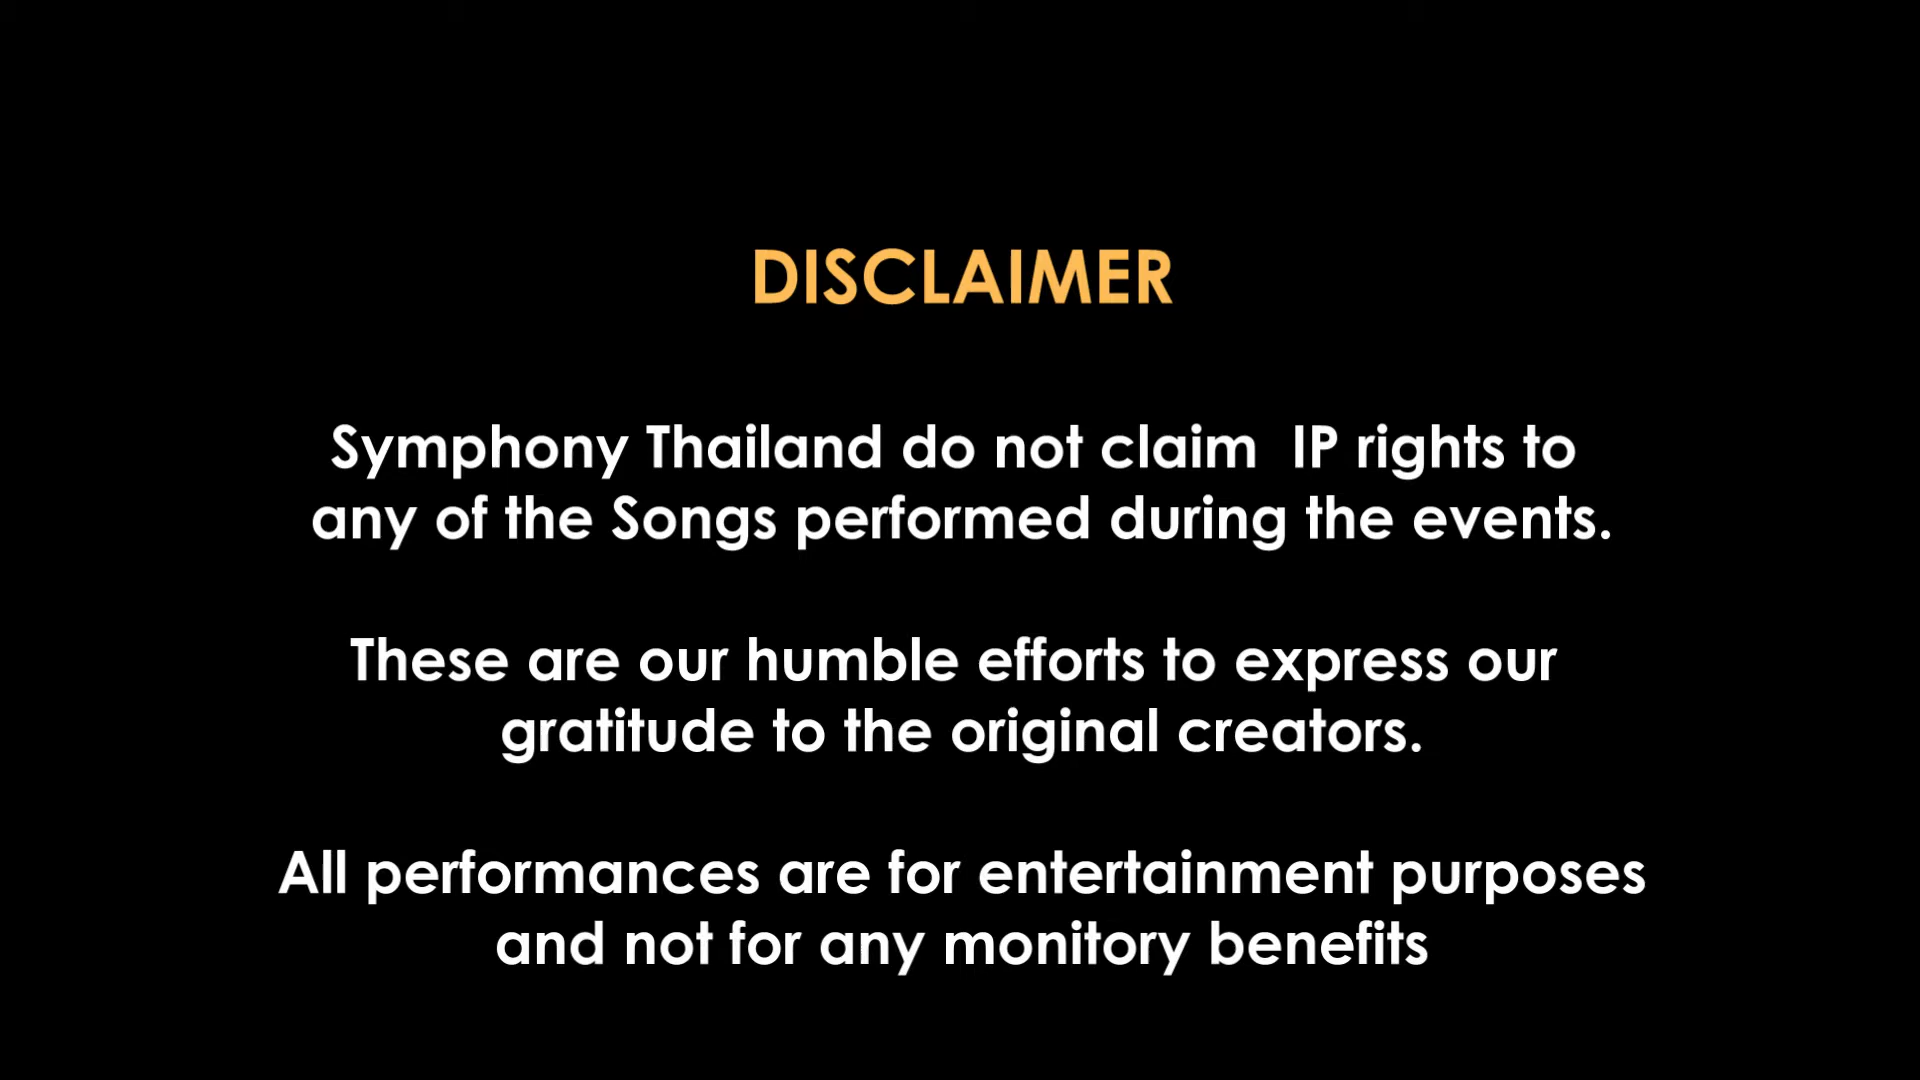 DISCLAIMER
Symphony Thailand do not claim  IP rights to
any of the Songs performed during the events.
These are our humble efforts to express our
gratitude to the original creators.
All performances are for entertainment purposes
and not for any monitory benefits